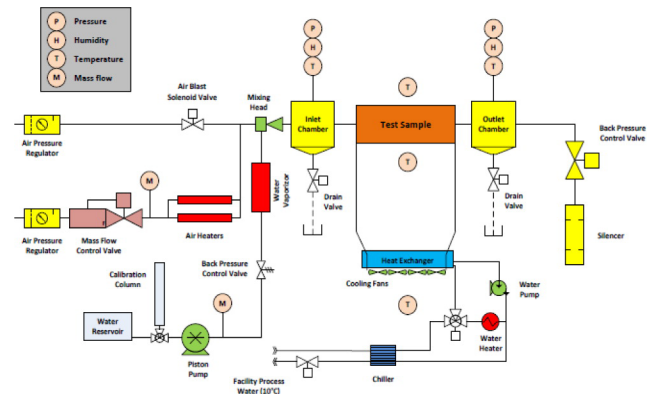 P Pressure
H Humidity
T Temperature
M Mass flow
P
H
T
P
H
T
Air Blast
Solenoid Valve
Mixing
Head
Inlet
Chamber
T
Test Sample
Outlet
Chamber
Back Pressure
Control Valve
Air Pressure
Regulator
T
M
Water
Vaporizor
Drain
Valve
Drain
Valve
Air Pressure
Regulator
Mass Flow
Control Valve
Air Heaters
Silencer
Back Pressure
Control Valve
Heat Exchanger
Calibration
Column
Cooling Fans
Water
Pump
M
T
Water
Reservoir
Water
Heater
Piston
Pump
Chiller
Facility Process
Water (10°C)